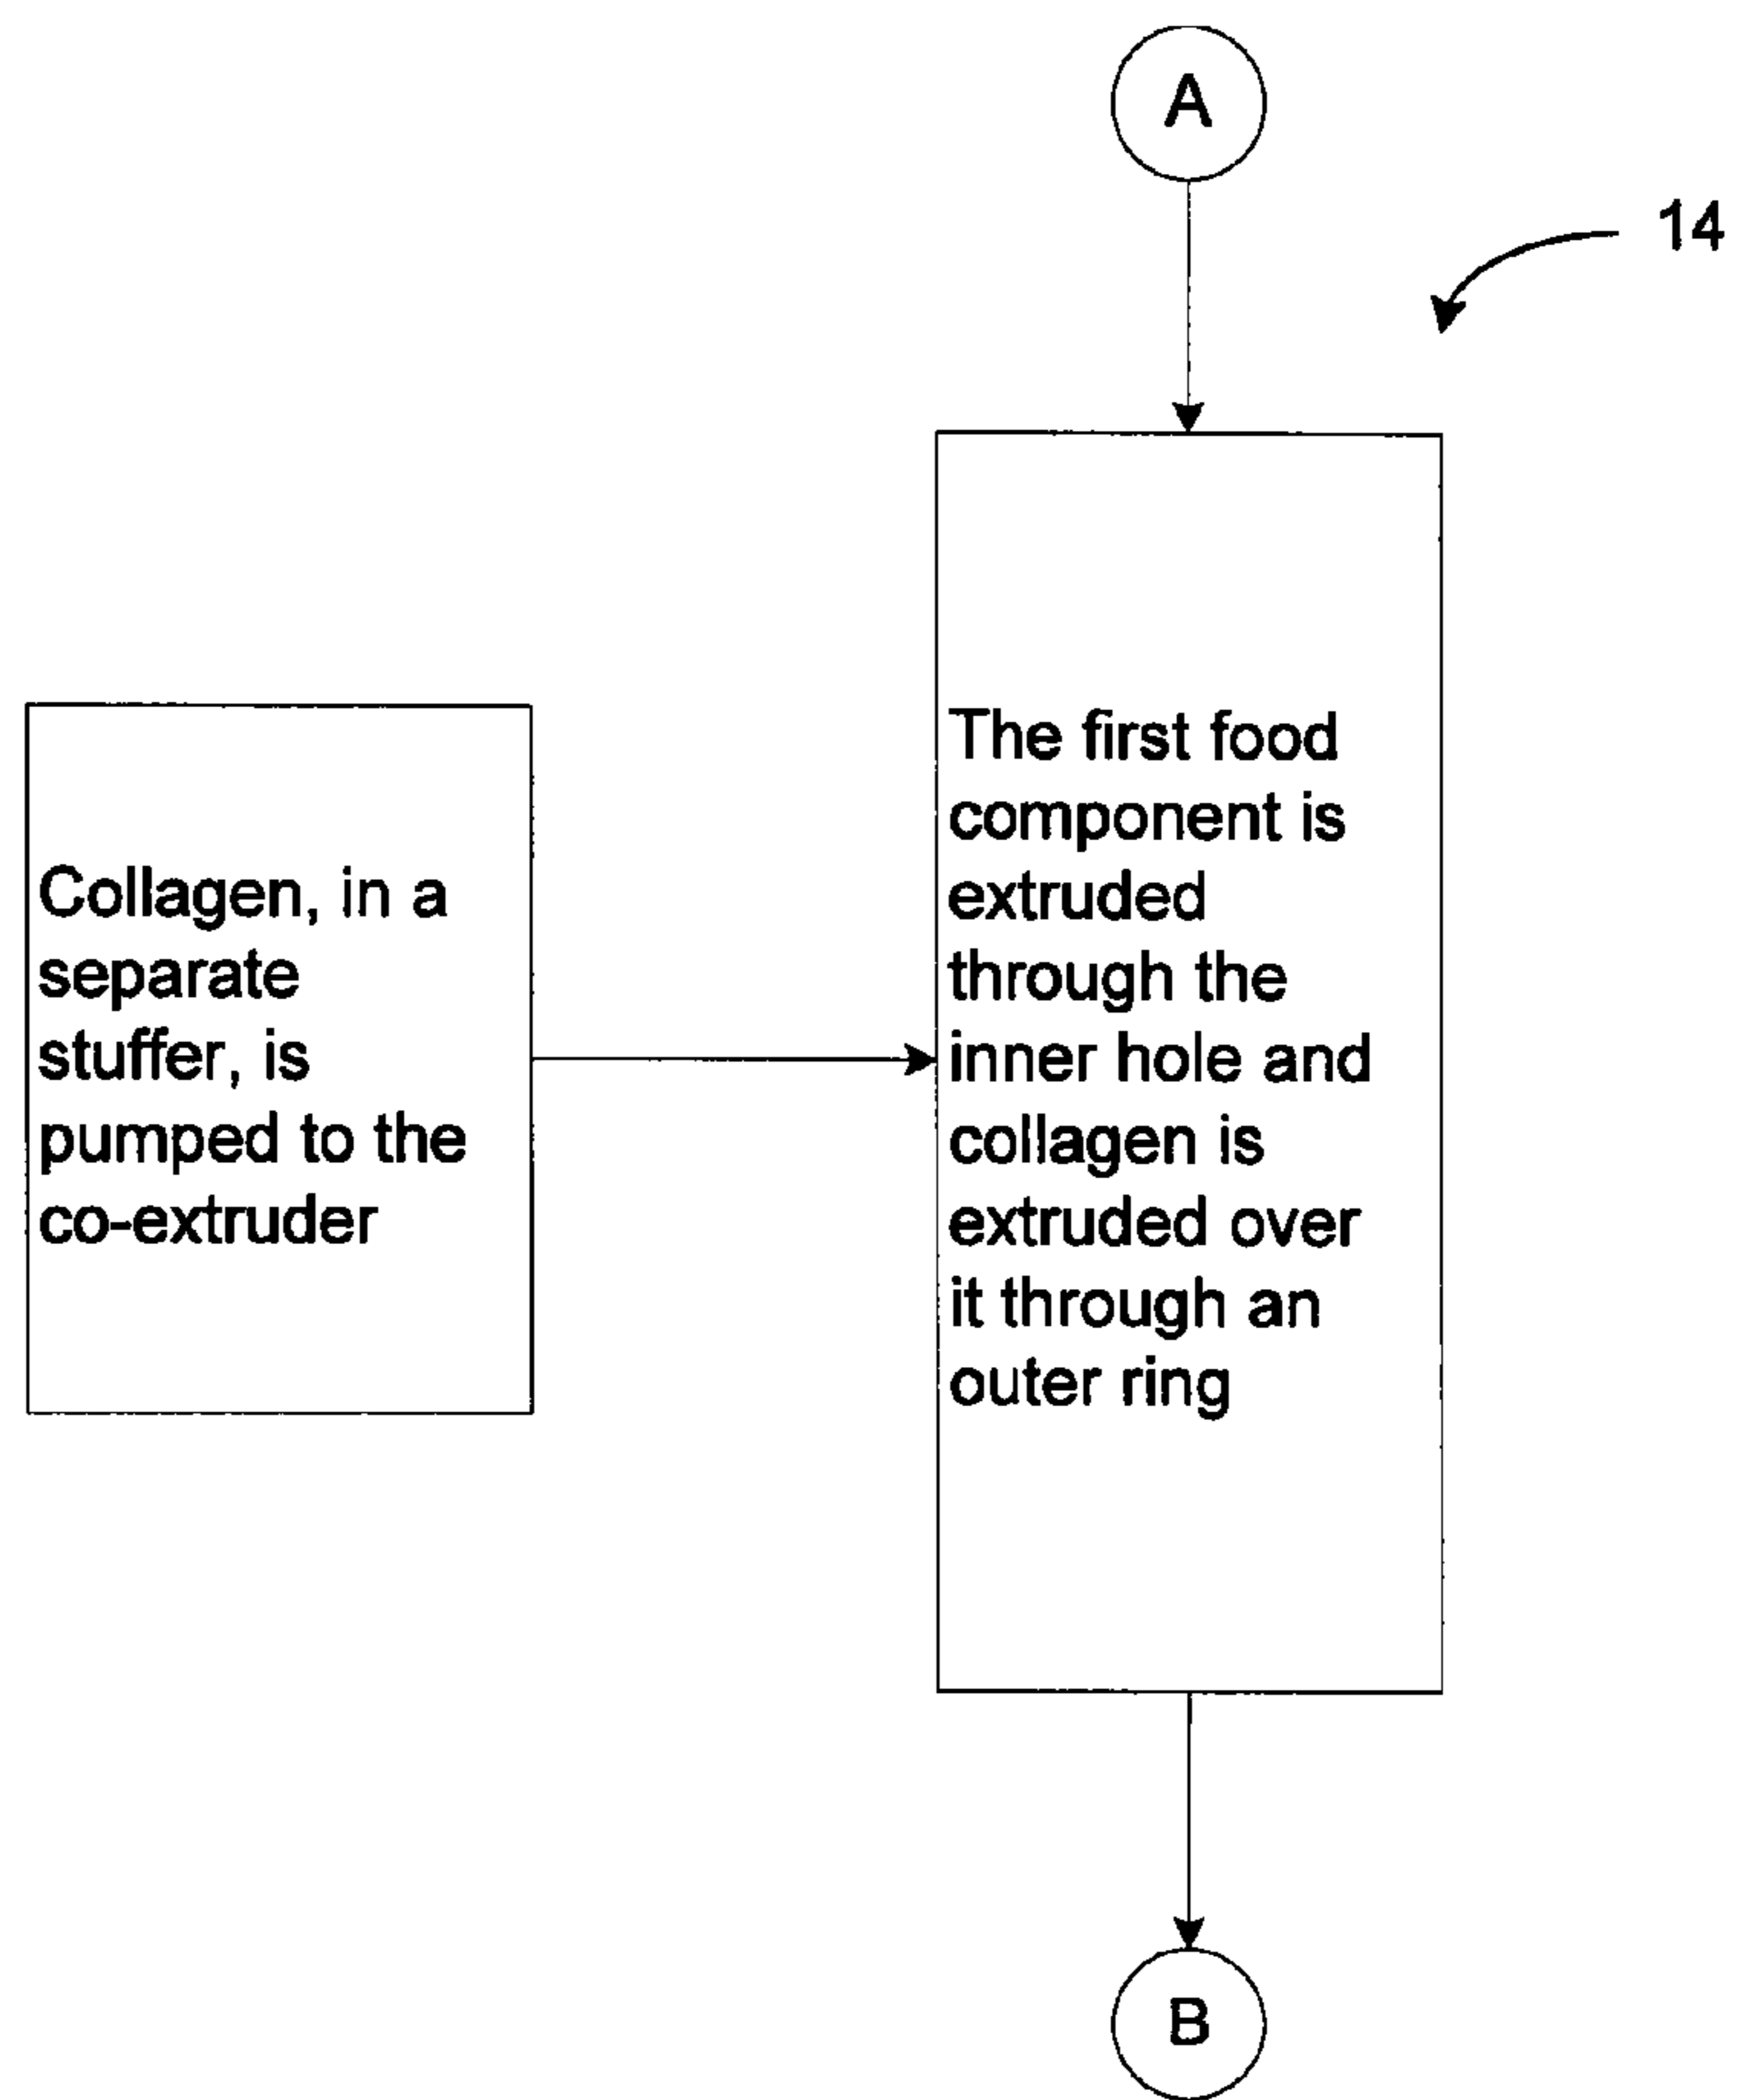 A
14
Collagen, in a
separate
stuffer, is
pumped to the
co-extruder
The first food
component is
extruded
through the
inner hole and
collagen is
extruded over
it through an
outer ring
B